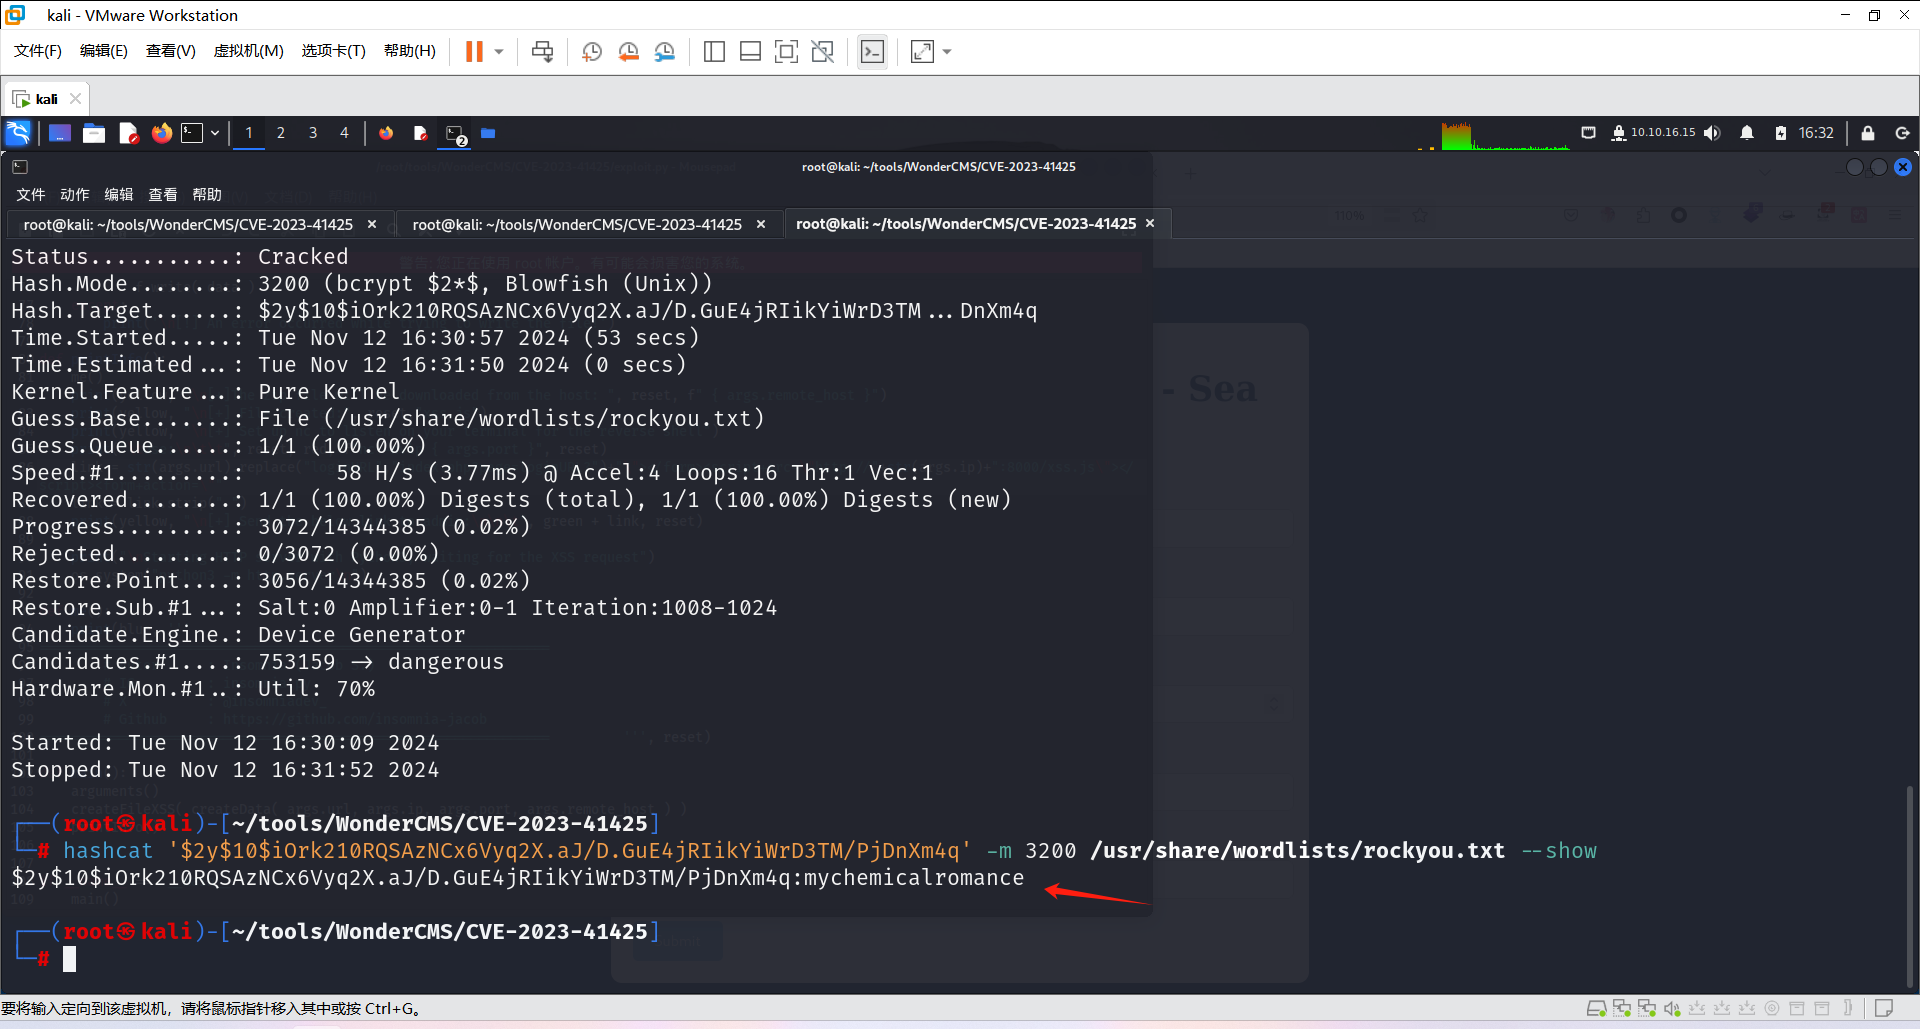 kali - VMware Workstation
文件(F) 编辑(E) 查看(V) 虚拟机(M) 选项卡(T) 帮助(H)
kali
1 2 3 4 2 10.10.16.15 16:32
root@kali: ~/tools/WonderCMS/CVE-2023-41425
文件 动作 编辑 查看 帮助
root@kali: ~/tools/WonderCMS/CVE-2023-41425 root@kali: ~/tools/WonderCMS/CVE-2023-41425 root@kali: ~/tools/WonderCMS/CVE-2023-41425
Status...........: Cracked
Hash.Mode........: 3200 (bcrypt $2*$, Blowfish (Unix))
Hash.Target......: $2y$10$iOrk210RQSAzNCx6Vyq2X.aJ/D.GuE4jRIikYiWrD3TM...DnXm4q
Time.Started.....: Tue Nov 12 16:30:57 2024 (53 secs)
Time.Estimated...: Tue Nov 12 16:31:50 2024 (0 secs)
Kernel.Feature...: Pure Kernel
Guess.Base.......: File (/usr/share/wordlists/rockyou.txt)
Guess.Queue......: 1/1 (100.00%)
Speed.#1.........: 58 H/s (3.77ms) @ Accel:4 Loops:16 Thr:1 Vec:1
Recovered........: 1/1 (100.00%) Digests (total), 1/1 (100.00%) Digests (new)
Progress.........: 3072/14344385 (0.02%)
Rejected.........: 0/3072 (0.00%)
Restore.Point....: 3056/14344385 (0.02%)
Restore.Sub.#1...: Salt:0 Amplifier:0-1 Iteration:1008-1024
Candidate.Engine.: Device Generator
Candidates.#1....: 753159 -> dangerous
Hardware.Mon.#1..: Util: 70%
- Sea
Started: Tue Nov 12 16:30:09 2024
Stopped: Tue Nov 12 16:31:52 2024
┌──(root㉿kali)-[~/tools/WonderCMS/CVE-2023-41425]
└─# hashcat '$2y$10$iOrk210RQSAzNCx6Vyq2X.aJ/D.GuE4jRIikYiWrD3TM/PjDnXm4q' -m 3200 /usr/share/wordlists/rockyou.txt --show
$2y$10$iOrk210RQSAzNCx6Vyq2X.aJ/D.GuE4jRIikYiWrD3TM/PjDnXm4q:mychemicalromance
┌──(root㉿kali)-[~/tools/WonderCMS/CVE-2023-41425]
└─#
要将输入定向到该虚拟机，请将鼠标指针移入其中或按 Ctrl+G。